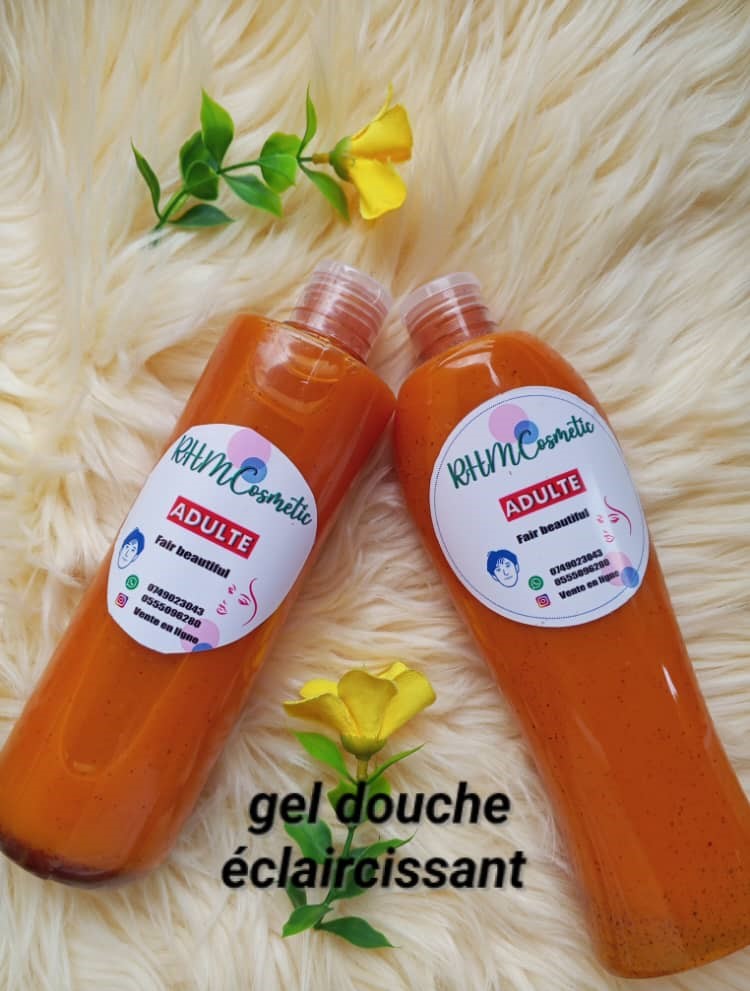 RHMCosmetic
ADULTE
Fair beautiful
0749023043
0555096280
Vente en ligne
RHMCosmetic
ADULTE
Fair beautiful
0749023043
0555096280
Vente en ligne
gel douche
éclaircissant